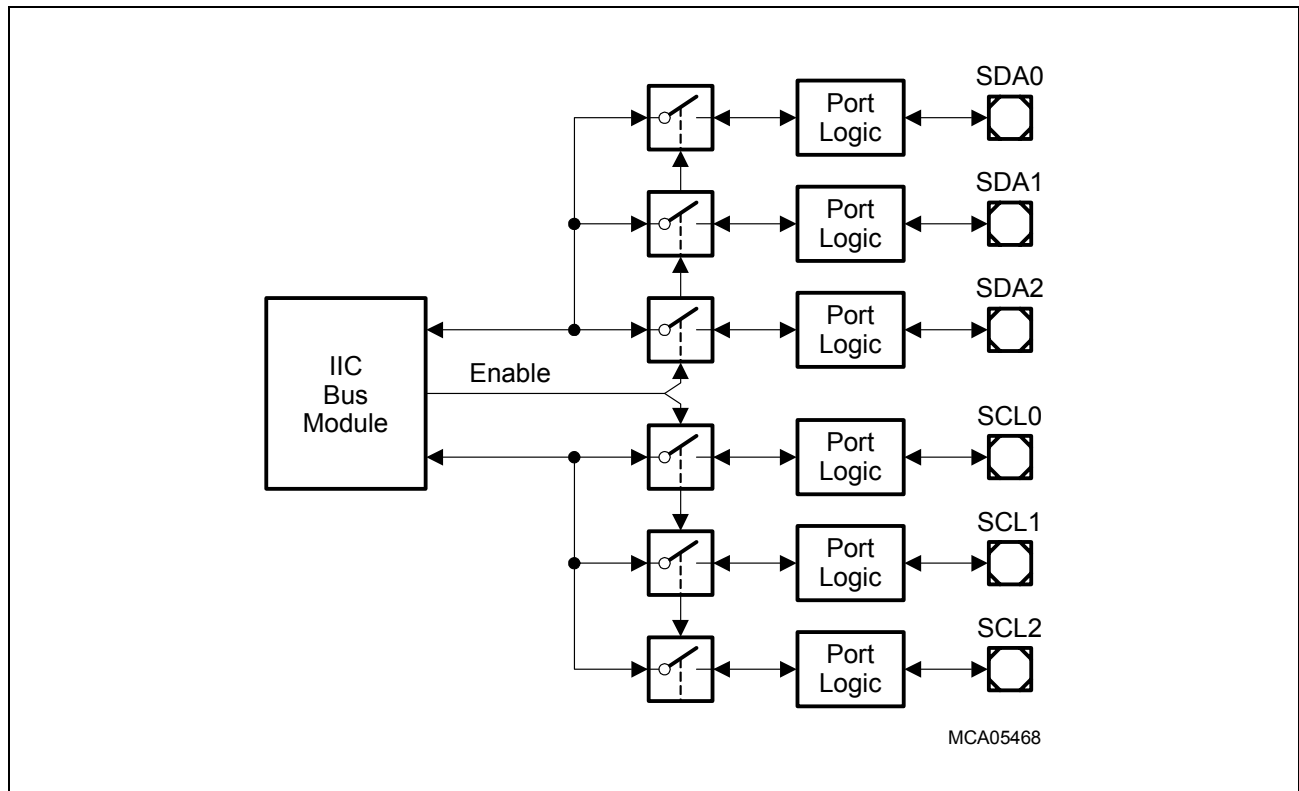 SDA0
Port
Logic
SDA1
Port
Logic
SDA2
Port
Logic
IIC
Bus
Module
Enable
SCL0
Port
Logic
SCL1
Port
Logic
SCL2
Port
Logic
MCA05468